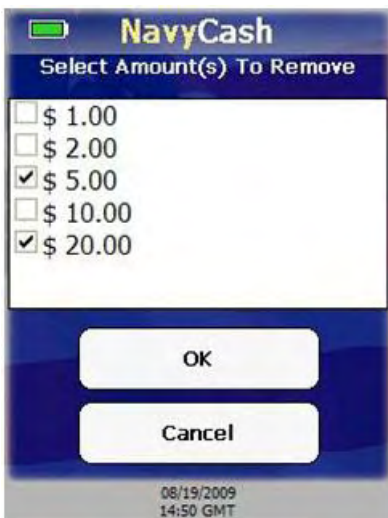 NavyCash
Select Amount(s) To Remove
$ 1.00
$ 2.00
$ 5.00
$ 10.00
$ 20.00
OK
Cancel
08/19/2009
14:50 GMT